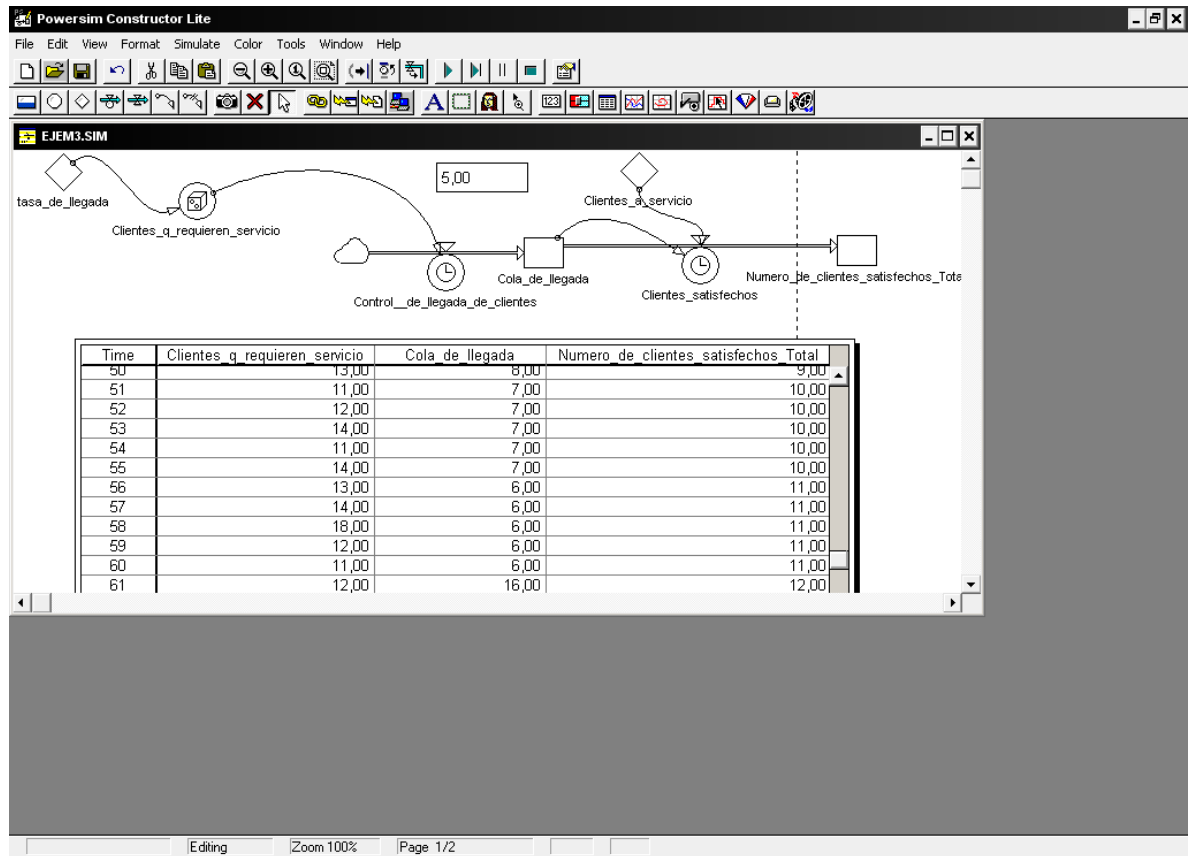 Powersim Constructor Lite
File Edit View Format Simulate Color Tools Window Help
EJEM3.SIM
5,00
tasa_de_llegada
Clientes_a_servicio
Clientes_q_requieren_servicio
Cola_de_llegada
Numero_de_clientes_satisfechos_Tota
Control__de_llegada_de_clientes
Clientes_satisfechos
Time Clientes_q_requieren_servicio Cola_de_llegada Numero_de_clientes_satisfechos_Total
50 13,00 8,00 9,00
51 11,00 7,00 10,00
52 12,00 7,00 10,00
53 14,00 7,00 10,00
54 11,00 7,00 10,00
55 14,00 7,00 10,00
56 13,00 6,00 11,00
57 14,00 6,00 11,00
58 18,00 6,00 11,00
59 12,00 6,00 11,00
60 11,00 6,00 11,00
61 12,00 16,00 12,00
Editing Zoom 100% Page 1/2